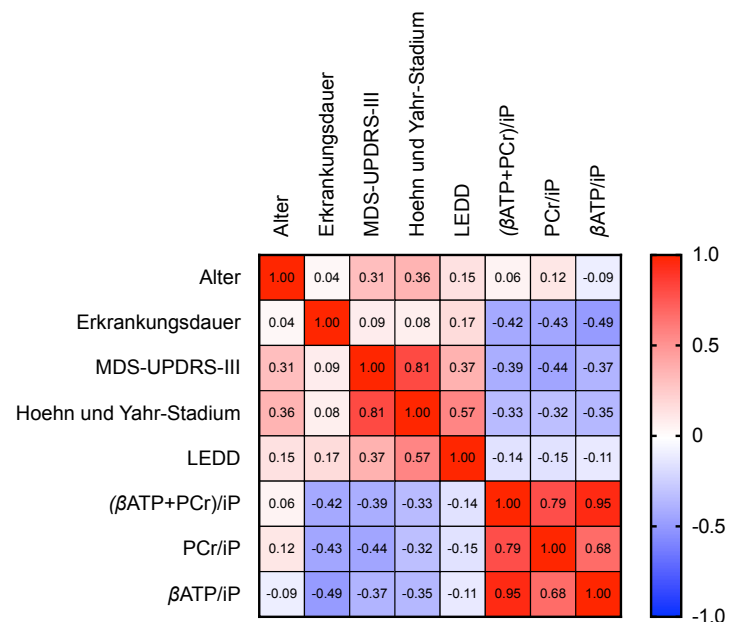 Alter
Erkrankungsdauer
MDS-UPDRS-III
Hoehn und Yahr-Stadium
LEDD
(βATP+PCr)/iP
PCr/iP
βATP/iP
Alter 1.00 0.04 0.31 0.36 0.15 0.06 0.12 -0.09
Erkrankungsdauer 0.04 1.00 0.09 0.08 0.17 -0.42 -0.43 -0.49
MDS-UPDRS-III 0.31 0.09 1.00 0.81 0.37 -0.39 -0.44 -0.37
Hoehn und Yahr-Stadium 0.36 0.08 0.81 1.00 0.57 -0.33 -0.32 -0.35
LEDD 0.15 0.17 0.37 0.57 1.00 -0.14 -0.15 -0.11
(βATP+PCr)/iP 0.06 -0.42 -0.39 -0.33 -0.14 1.00 0.79 0.95
PCr/iP 0.12 -0.43 -0.44 -0.32 -0.15 0.79 1.00 0.68
βATP/iP -0.09 -0.49 -0.37 -0.35 -0.11 0.95 0.68 1.00
1.0
0.5
0
-0.5
-1.0